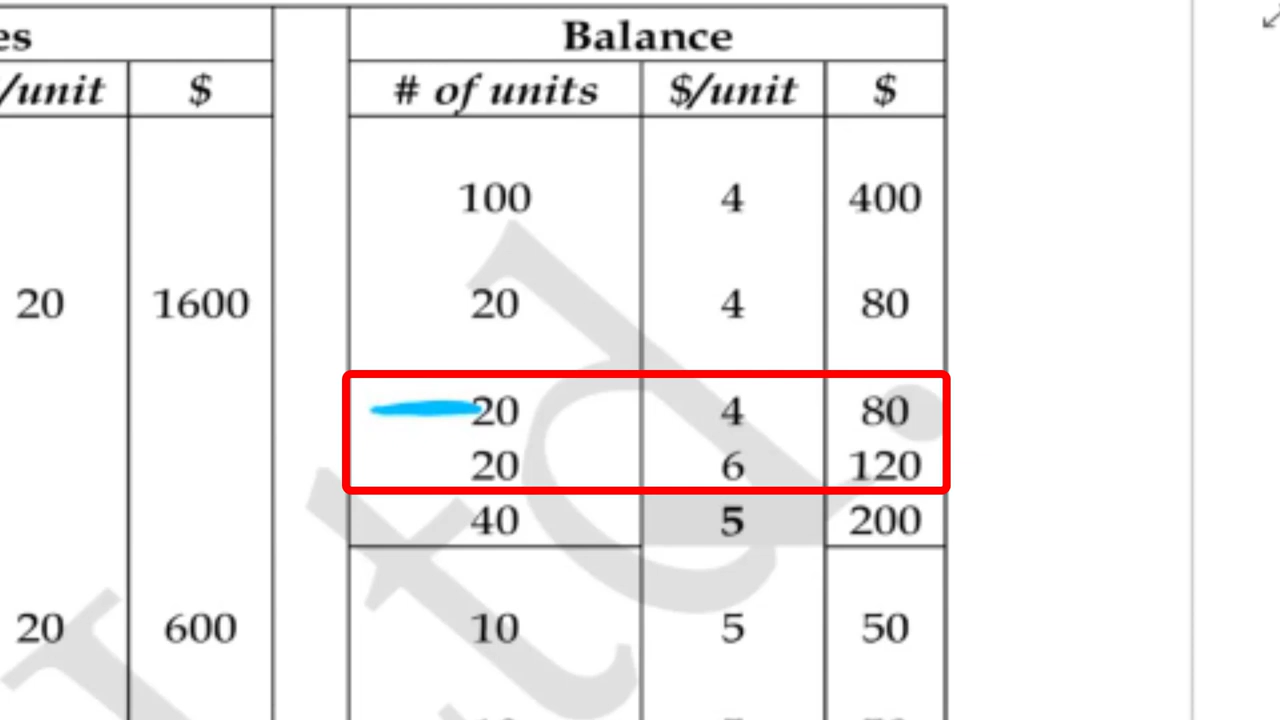 es Balance
/unit $ # of units $/unit $
100 4 400
20 1600 20 4 80
20 4 80
20 6 120
40 5 200
20 600 10 5 50